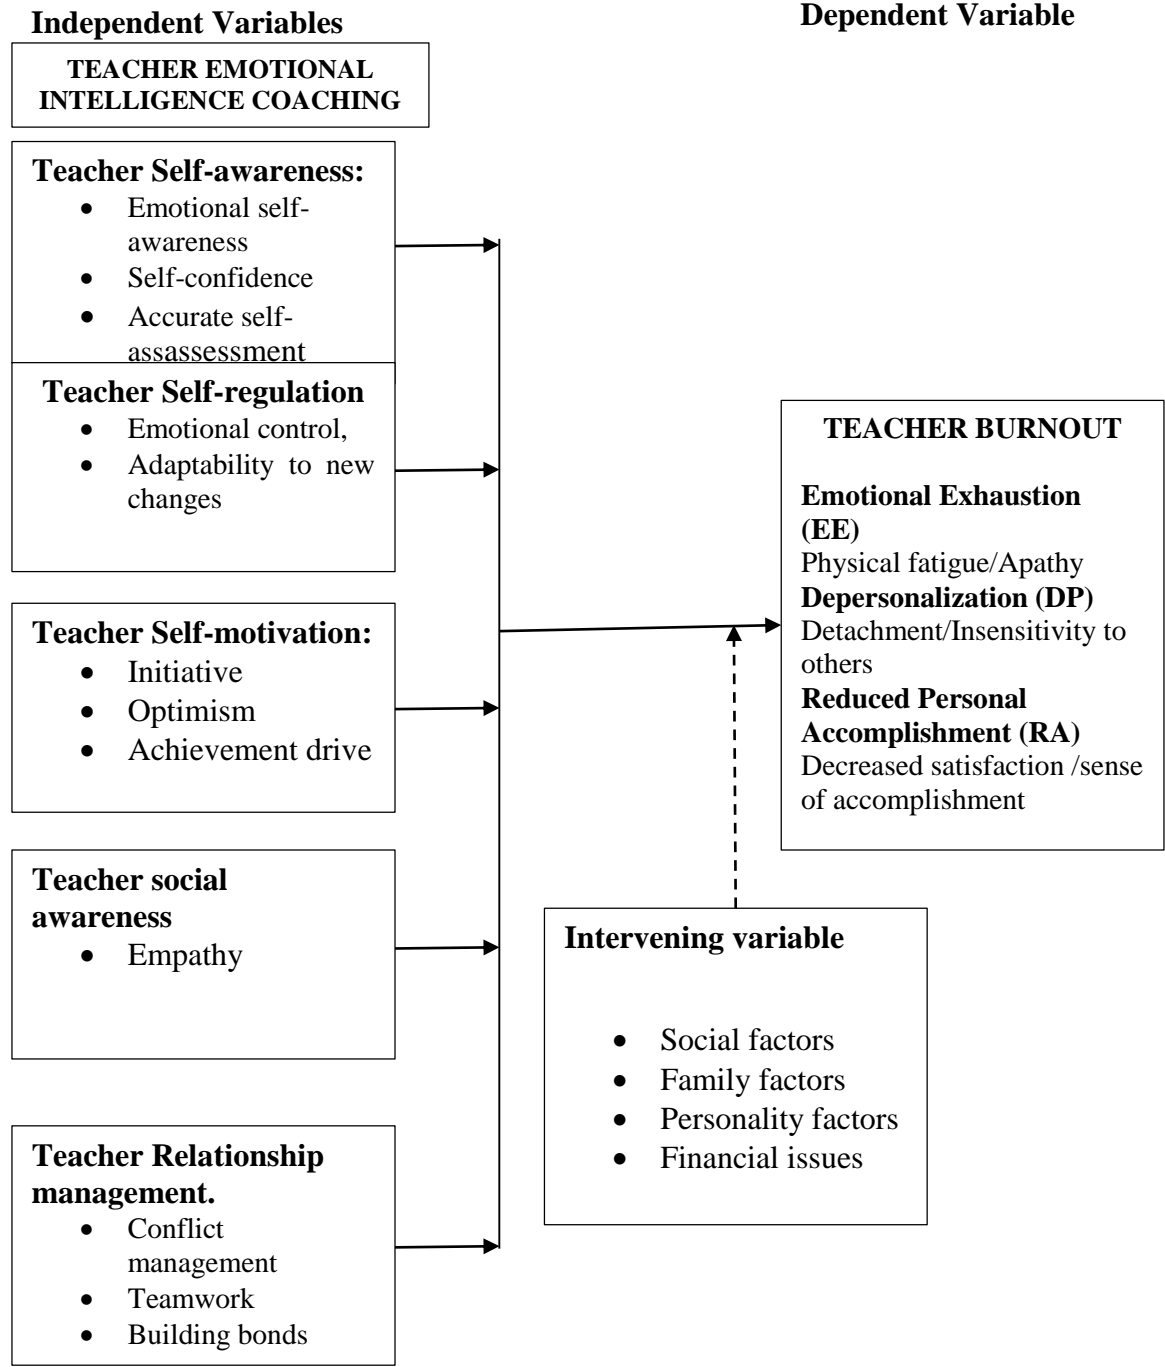 Independent Variables
Dependent Variable
TEACHER EMOTIONAL
INTELLIGENCE COACHING
Teacher Self-awareness:
• Emotional self-
awareness
• Self-confidence
• Accurate self-
assassessment
Teacher Self-regulation
• Emotional control,
• Adaptability to new
changes
Teacher Self-motivation:
• Initiative
• Optimism
• Achievement drive
Teacher social
awareness
• Empathy
Teacher Relationship
management.
• Conflict
management
• Teamwork
• Building bonds
Intervening variable
• Social factors
• Family factors
• Personality factors
• Financial issues
TEACHER BURNOUT
Emotional Exhaustion
(EE)
Physical fatigue/Apathy
Depersonalization (DP)
Detachment/Insensitivity to
others
Reduced Personal
Accomplishment (RA)
Decreased satisfaction /sense
of accomplishment